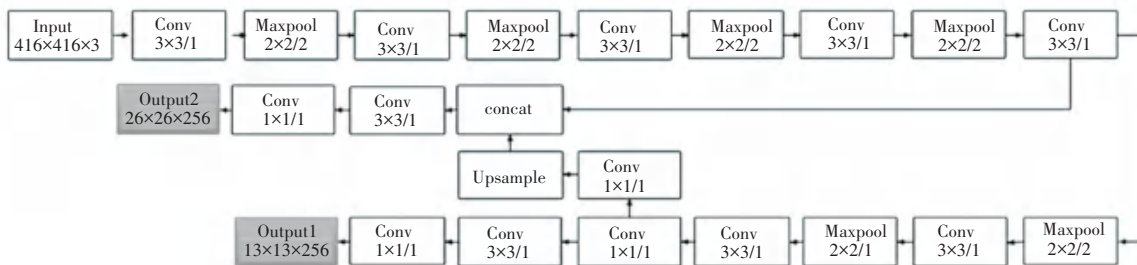 Input
416×416×3
Conv
3×3/1
Maxpool
2×2/2
Conv
3×3/1
Maxpool
2×2/2
Conv
3×3/1
Maxpool
2×2/2
Conv
3×3/1
Maxpool
2×2/2
Conv
3×3/1
Output2
26×26×256
Conv
1×1/1
Conv
3×3/1
concat
Upsample
Conv
1×1/1
Output1
13×13×256
Conv
1×1/1
Conv
3×3/1
Conv
1×1/1
Conv
3×3/1
Maxpool
2×2/1
Conv
3×3/1
Maxpool
2×2/2